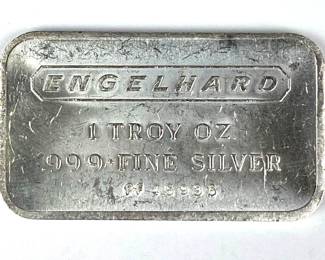 ENGELHARD
1 TROY OZ
999+ FINE SILVER